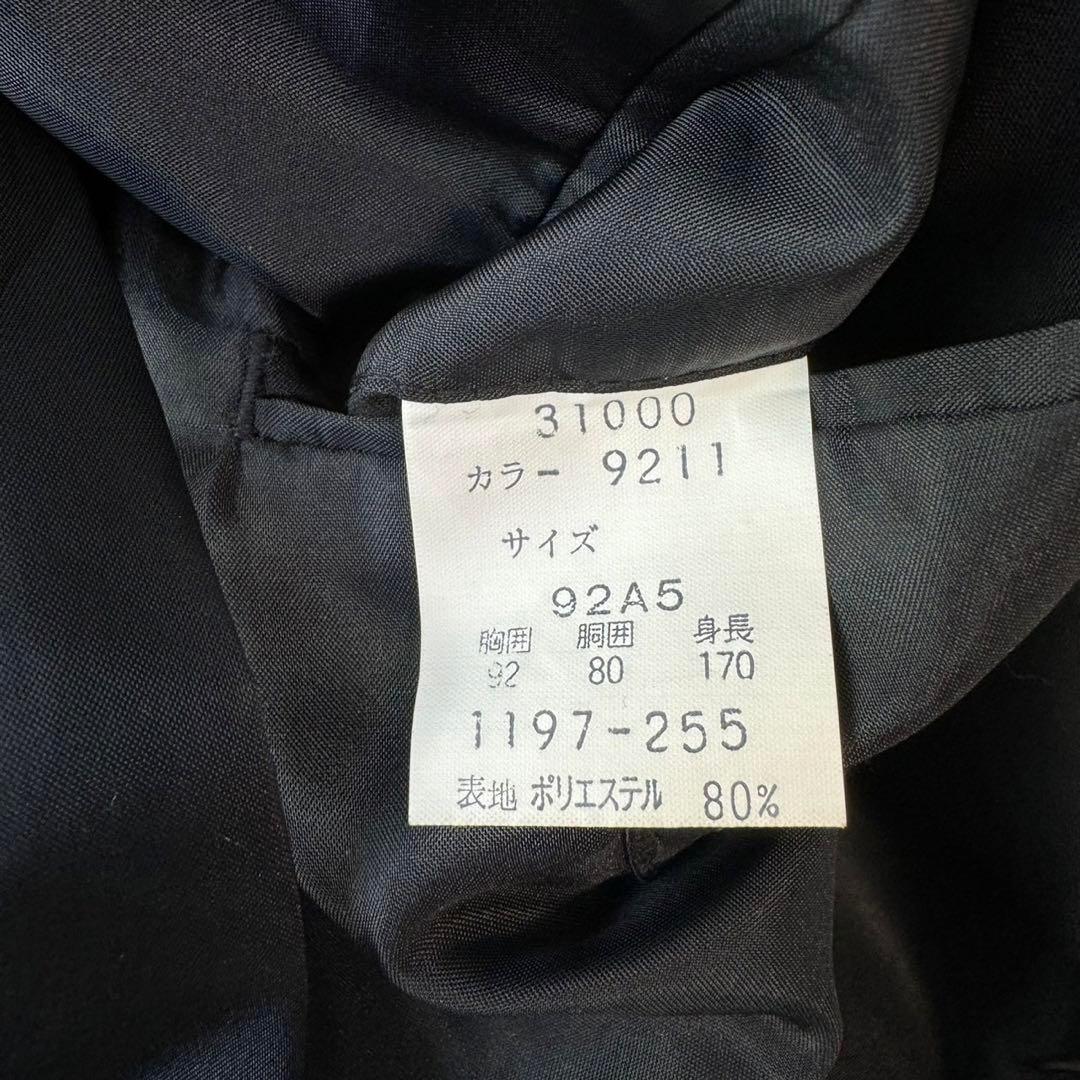 31000
カラー 9211
サイズ
92A5
胸囲 胴囲 身長
92 80 170
1197-255
表地 ポリエステル 80%